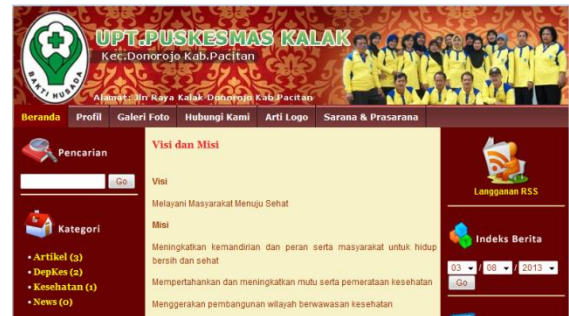 UPT.PUSKESMAS KALAK
Kec.Donorojo Kab.Pacitan
BAKTI HUSADA
Alamat: Jln Raya Kalak Donorojo Kab Pacitan
Beranda Profil Galeri Foto Hubungi Kami Arti Logo Sarana & Prasarana
Pencarian
Go
Kategori
• Artikel (3)
• DepKes (2)
• Kesehatan (1)
• News (0)
Visi dan Misi
Visi
Melayani Masyarakat Menuju Sehat
Misi
Meningkatkan kemandirian dan peran serta masyarakat untuk hidup
bersih dan sehat
Mempertahankan dan meningkatkan mutu serta pemerataan kesehatan
Menggerakan pembangunan wilayah berwawasan kesehatan
Langganan RSS
Indeks Berita
03 / 08 / 2013
Go